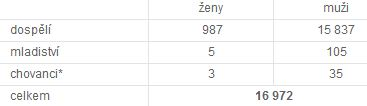 ženy muži
dospělí 987 15 837
mladiství 5 105
chovanci* 3 35
celkem 16 972